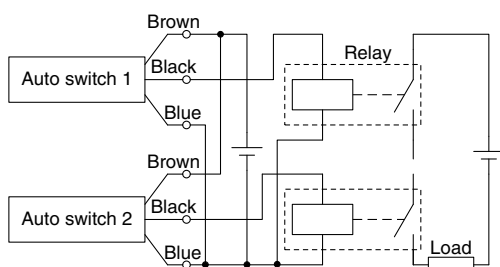 Brown
Relay
Auto switch 1
Black
Blue
Brown
Auto switch 2
Black
Blue
Load